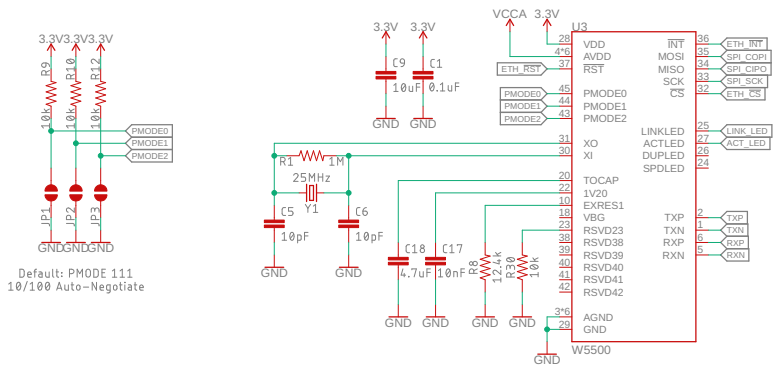 3.3V 3.3V 3.3V
R9 R10 R12
10k 10k 10k
PMODE0
PMODE1
PMODE2
JP1 JP2 JP3
GND GND GND
Default: PMODE 111
10/100 Auto-Negotiate
3.3V 3.3V
C9 C1
10uF 0.1uF
GND GND
VCCA 3.3V
U3
28 VDD
4*6 AVDD
ETH_RST 37 RST
PMODE0 45 PMODE0
PMODE1 44 PMODE1
PMODE2 43 PMODE2
31 XO
30 XI
20 TOCAP
22 1V20
10 EXRES1
18 VBG
23 RSVD23
38 RSVD38
39 RSVD39
40 RSVD40
41 RSVD41
42 RSVD42
3*6 AGND
29 GND
INT 36 ETH_INT
MOSI 35 SPI_COPI
MISO 34 SPI_CIPO
SCK 33 SPI_SCK
CS 32 ETH_CS
LINKLED 25 LINK_LED
ACTLED 27 ACT_LED
DUPLED 26
SPDLED 24
TXP 2 TXP
TXN 1 TXN
RXP 6 RXP
RXN 5 RXN
W5500
R1 1M
25MHz
Y1
C5 C6
10pF 10pF
GND GND
C18 C17
4.7uF 10nF
R8 12.4k
R30 10k
GND GND GND GND
GND